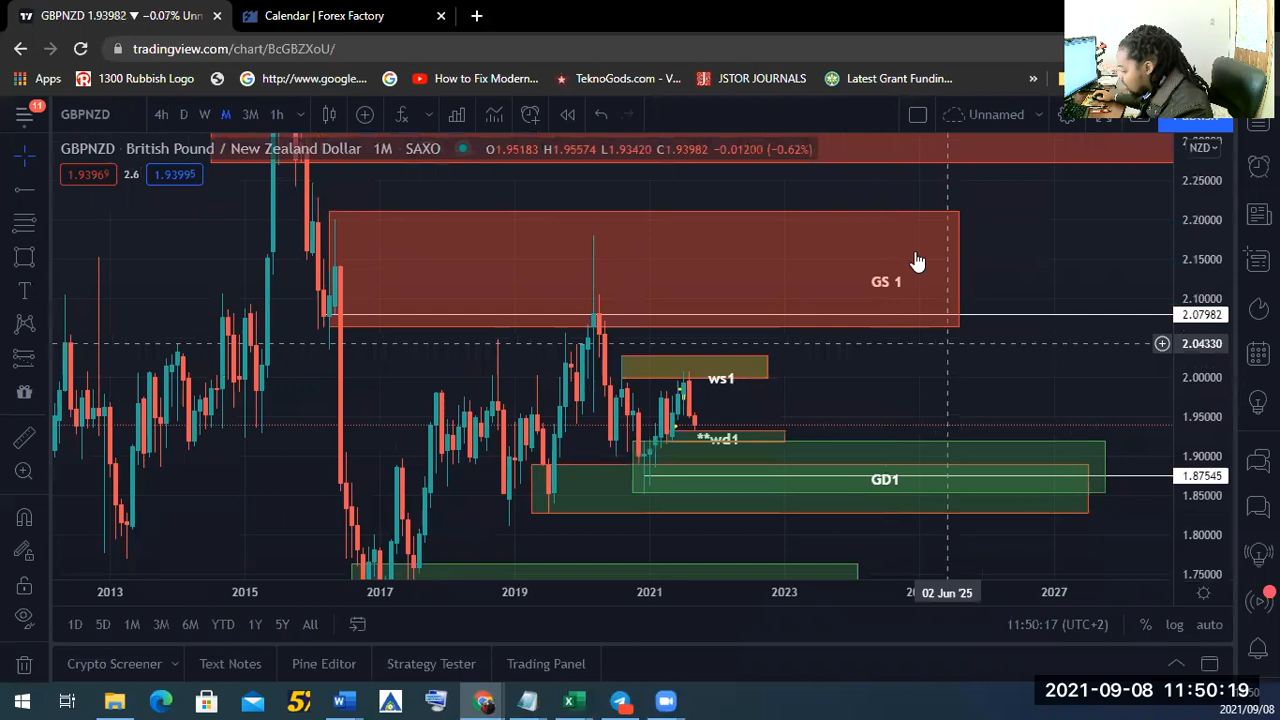 GBPNZD 1.93982 ▼ −0.07% Unn
Calendar | Forex Factory
tradingview.com/chart/BcGBZXoU/
Apps
1300 Rubbish Logo
http://www.google....
How to Fix Modern...
TeknoGods.com - V...
JSTOR JOURNALS
Latest Grant Fundin...
»
11
GBPNZD
4h D W M 3M 1h
Unnamed
Publish
GBPNZD · British Pound / New Zealand Dollar · 1M · SAXO
O1.95183 H1.95574 L1.93420 C1.93982 −0.01200 (−0.62%)
NZD
1.93969 2.6 1.93995
2.25000
2.20000
2.15000
GS 1
2.10000
2.07982
2.04330
2.00000
ws1
1.95000
**wd1
1.90000
GD1
1.87545
1.85000
1.80000
1.75000
2013 2015 2017 2019 2021 2023 02 Jun '25 2027
1D 5D 1M 3M 6M YTD 1Y 5Y All
11:50:17 (UTC+2) % log auto
Crypto Screener Text Notes Pine Editor Strategy Tester Trading Panel
2021-09-08 11:50:19
2021/09/08